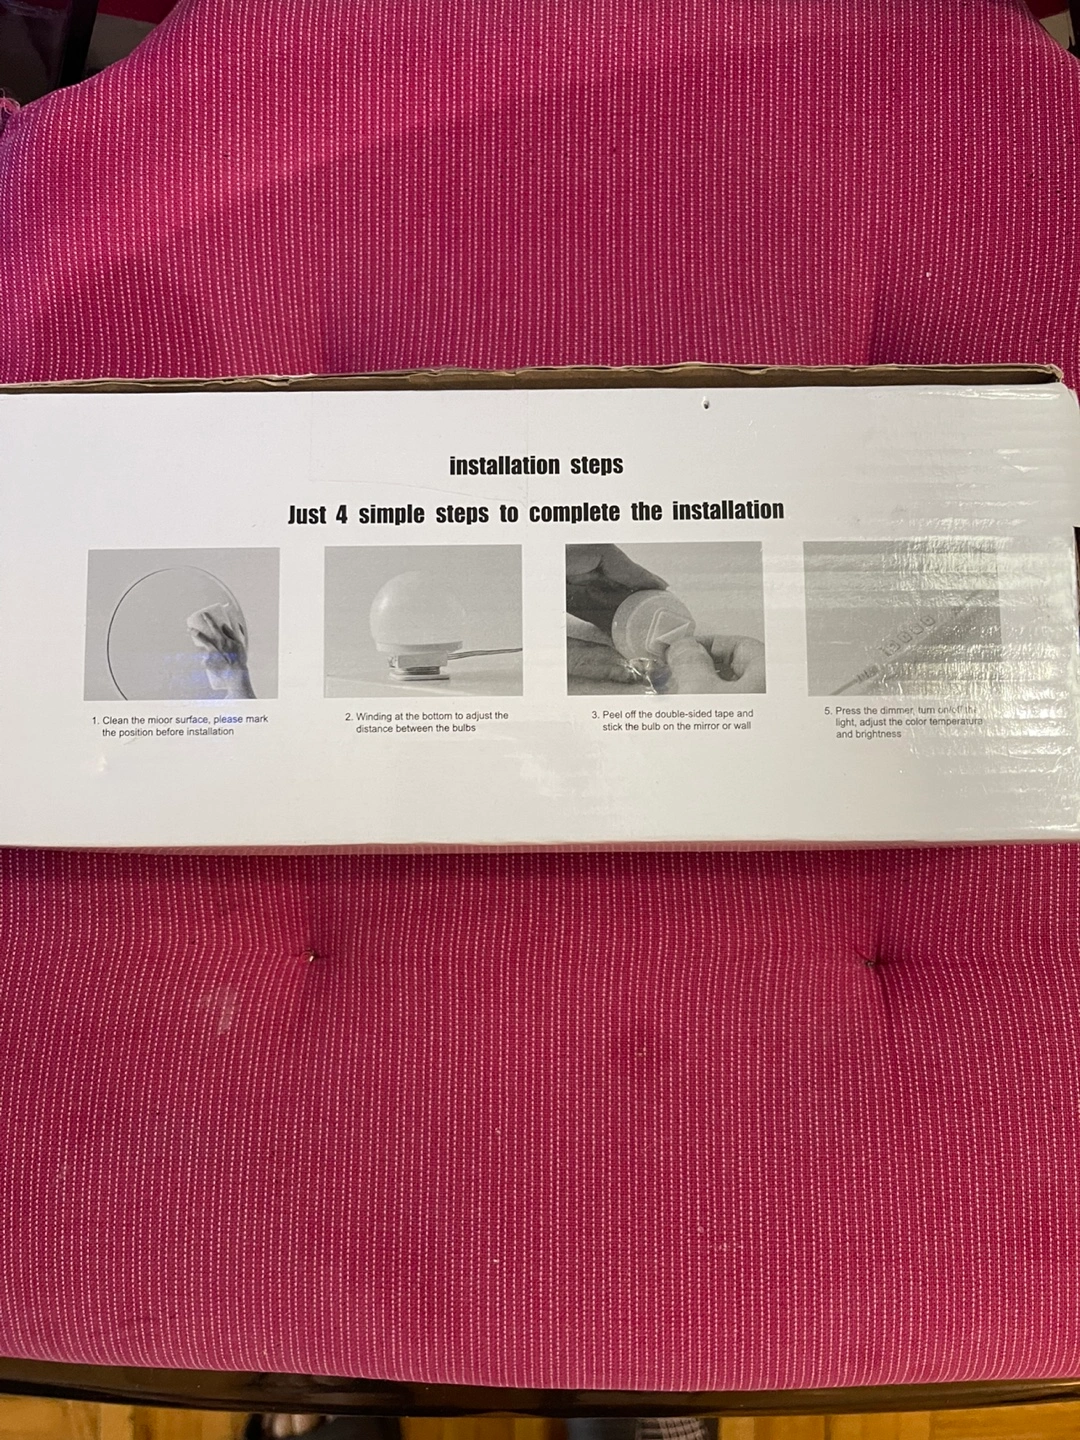 installation steps
Just 4 simple steps to complete the installation
1. Clean the mioor surface, please mark
the position before installation
2. Winding at the bottom to adjust the
distance between the bulbs
3. Peel off the double-sided tape and
stick the bulb on the mirror or wall
5. Press the dimmer, turn on/off the
light, adjust the color temperature
and brightness